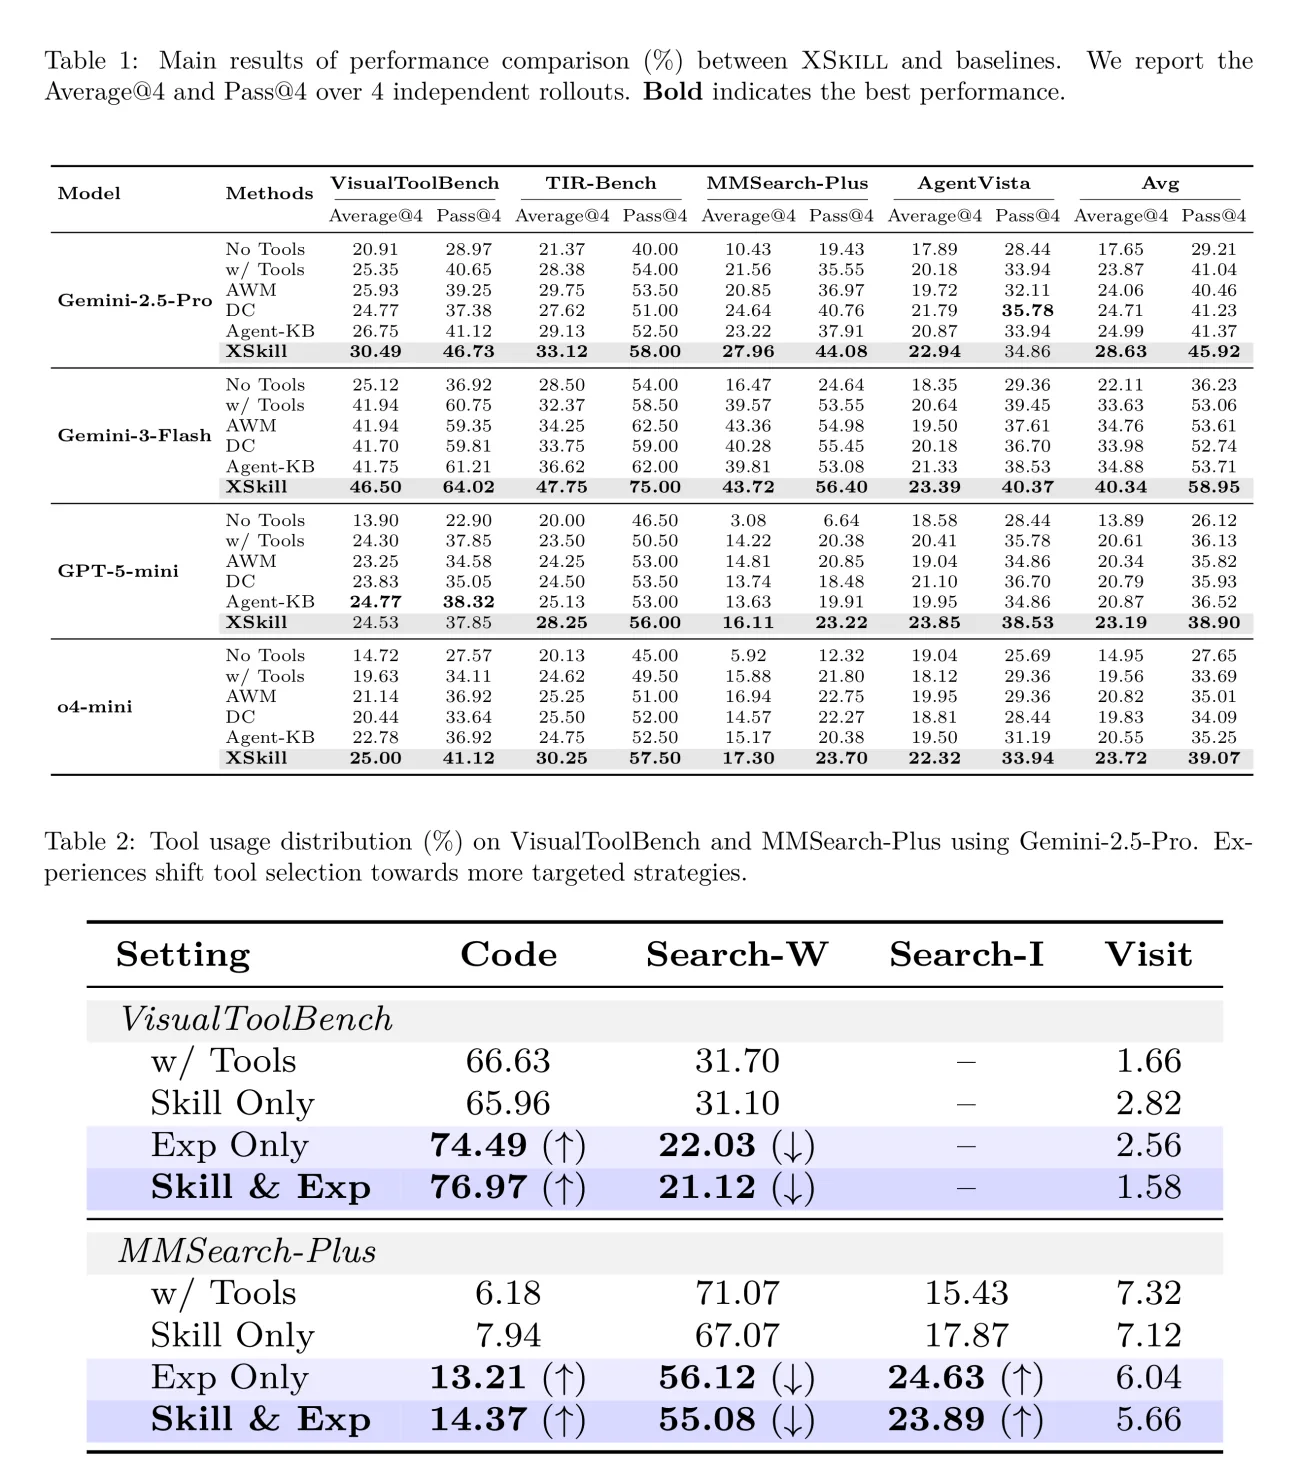 Table 1: Main results of performance comparison (%) between XSKILL and baselines. We report the
Average@4 and Pass@4 over 4 independent rollouts. Bold indicates the best performance.
Model Methods VisualToolBench TIR-Bench MMSearch-Plus AgentVista Avg
Average@4 Pass@4 Average@4 Pass@4 Average@4 Pass@4 Average@4 Pass@4 Average@4 Pass@4
Gemini-2.5-Pro
No Tools 20.91 28.97 21.37 40.00 10.43 19.43 17.89 28.44 17.65 29.21
w/ Tools 25.35 40.65 28.38 54.00 21.56 35.55 20.18 33.94 23.87 41.04
AWM 25.93 39.25 29.75 53.50 20.85 36.97 19.72 32.11 24.06 40.46
DC 24.77 37.38 27.62 51.00 24.64 40.76 21.79 35.78 24.71 41.23
Agent-KB 26.75 41.12 29.13 52.50 23.22 37.91 20.87 33.94 24.99 41.37
XSkill 30.49 46.73 33.12 58.00 27.96 44.08 22.94 34.86 28.63 45.92
Gemini-3-Flash
No Tools 25.12 36.92 28.50 54.00 16.47 24.64 18.35 29.36 22.11 36.23
w/ Tools 41.94 60.75 32.37 58.50 39.57 53.55 20.64 39.45 33.63 53.06
AWM 41.94 59.35 34.25 62.50 43.36 54.98 19.50 37.61 34.76 53.61
DC 41.70 59.81 33.75 59.00 40.28 55.45 20.18 36.70 33.98 52.74
Agent-KB 41.75 61.21 36.62 62.00 39.81 53.08 21.33 38.53 34.88 53.71
XSkill 46.50 64.02 47.75 75.00 43.72 56.40 23.39 40.37 40.34 58.95
GPT-5-mini
No Tools 13.90 22.90 20.00 46.50 3.08 6.64 18.58 28.44 13.89 26.12
w/ Tools 24.30 37.85 23.50 50.50 14.22 20.38 20.41 35.78 20.61 36.13
AWM 23.25 34.58 24.25 53.00 14.81 20.85 19.04 34.86 20.34 35.82
DC 23.83 35.05 24.50 53.50 13.74 18.48 21.10 36.70 20.79 35.93
Agent-KB 24.77 38.32 25.13 53.00 13.63 19.91 19.95 34.86 20.87 36.52
XSkill 24.53 37.85 28.25 56.00 16.11 23.22 23.85 38.53 23.19 38.90
o4-mini
No Tools 14.72 27.57 20.13 45.00 5.92 12.32 19.04 25.69 14.95 27.65
w/ Tools 19.63 34.11 24.62 49.50 15.88 21.80 18.12 29.36 19.56 33.69
AWM 21.14 36.92 25.25 51.00 16.94 22.75 19.95 29.36 20.82 35.01
DC 20.44 33.64 25.50 52.00 14.57 22.27 18.81 28.44 19.83 34.09
Agent-KB 22.78 36.92 24.75 52.50 15.17 20.38 19.50 31.19 20.55 35.25
XSkill 25.00 41.12 30.25 57.50 17.30 23.70 22.32 33.94 23.72 39.07
Table 2: Tool usage distribution (%) on VisualToolBench and MMSearch-Plus using Gemini-2.5-Pro. Ex-
periences shift tool selection towards more targeted strategies.
Setting Code Search-W Search-I Visit
VisualToolBench
w/ Tools 66.63 31.70 – 1.66
Skill Only 65.96 31.10 – 2.82
Exp Only 74.49 (↑) 22.03 (↓) – 2.56
Skill & Exp 76.97 (↑) 21.12 (↓) – 1.58
MMSearch-Plus
w/ Tools 6.18 71.07 15.43 7.32
Skill Only 7.94 67.07 17.87 7.12
Exp Only 13.21 (↑) 56.12 (↓) 24.63 (↑) 6.04
Skill & Exp 14.37 (↑) 55.08 (↓) 23.89 (↑) 5.66